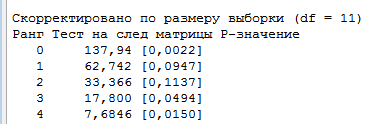 Скорректировано по размеру выборки (df = 11)
Ранг Тест на след матрицы P-значение
0 137,94 [0,0022]
1 62,742 [0,0947]
2 33,366 [0,1137]
3 17,800 [0,0494]
4 7,6846 [0,0150]